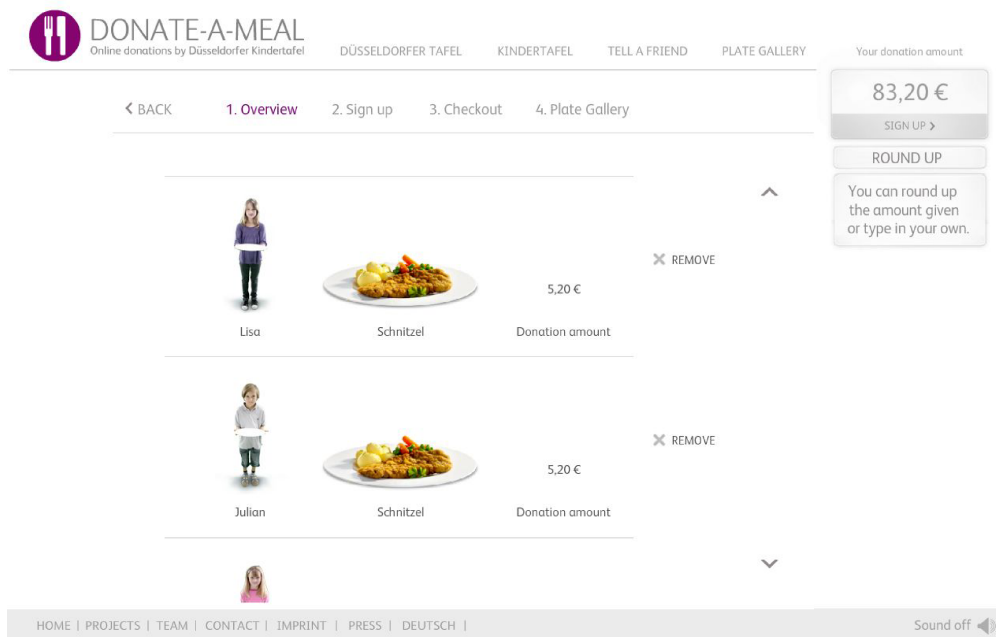 DONATE-A-MEAL
Online donations by Düsseldorfer Kindertafel
DÜSSELDORFER TAFEL
KINDERTAFEL
TELL A FRIEND
PLATE GALLERY
Your donation amount
83,20 €
SIGN UP >
ROUND UP
You can round up
the amount given
or type in your own.
< BACK
1. Overview
2. Sign up
3. Checkout
4. Plate Gallery
5,20 €
REMOVE
Lisa
Schnitzel
Donation amount
5,20 €
REMOVE
Julian
Schnitzel
Donation amount
HOME | PROJECTS | TEAM | CONTACT | IMPRINT | PRESS | DEUTSCH |
Sound off